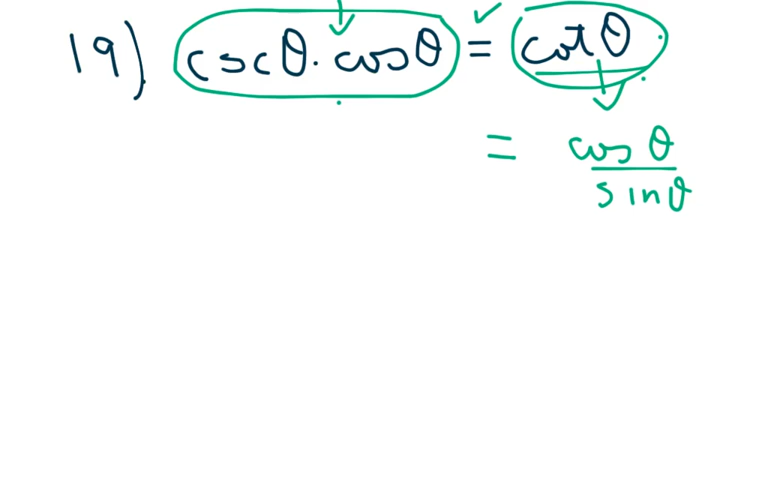 19) cscθ · cosθ = cotθ
= cosθ/sinθ